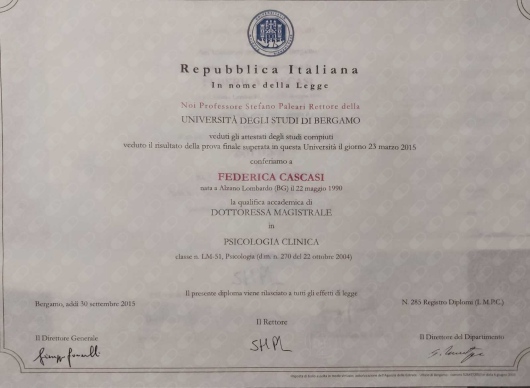 Repubblica Italiana
In nome della Legge
Noi Professore Stefano Paleari Rettore della
UNIVERSITÀ DEGLI STUDI DI BERGAMO
veduti gli attestati degli studi compiuti
veduto il risultato della prova finale superata in questa Università il giorno 23 marzo 2015
conferiamo a
FEDERICA CASCASI
nata a Alzano Lombardo (BG) il 22 maggio 1990
la qualifica accademica di
DOTTORESSA MAGISTRALE
in
PSICOLOGIA CLINICA
classe n. LM-51, Psicologia (d.m. n. 270 del 22 ottobre 2004)
Il presente diploma viene rilasciato a tutti gli effetti di legge
Bergamo, addì 30 settembre 2015
N. 285 Registro Diplomi (L.M.P.C.)
Il Rettore
Il Direttore Generale
Il Direttore del Dipartimento